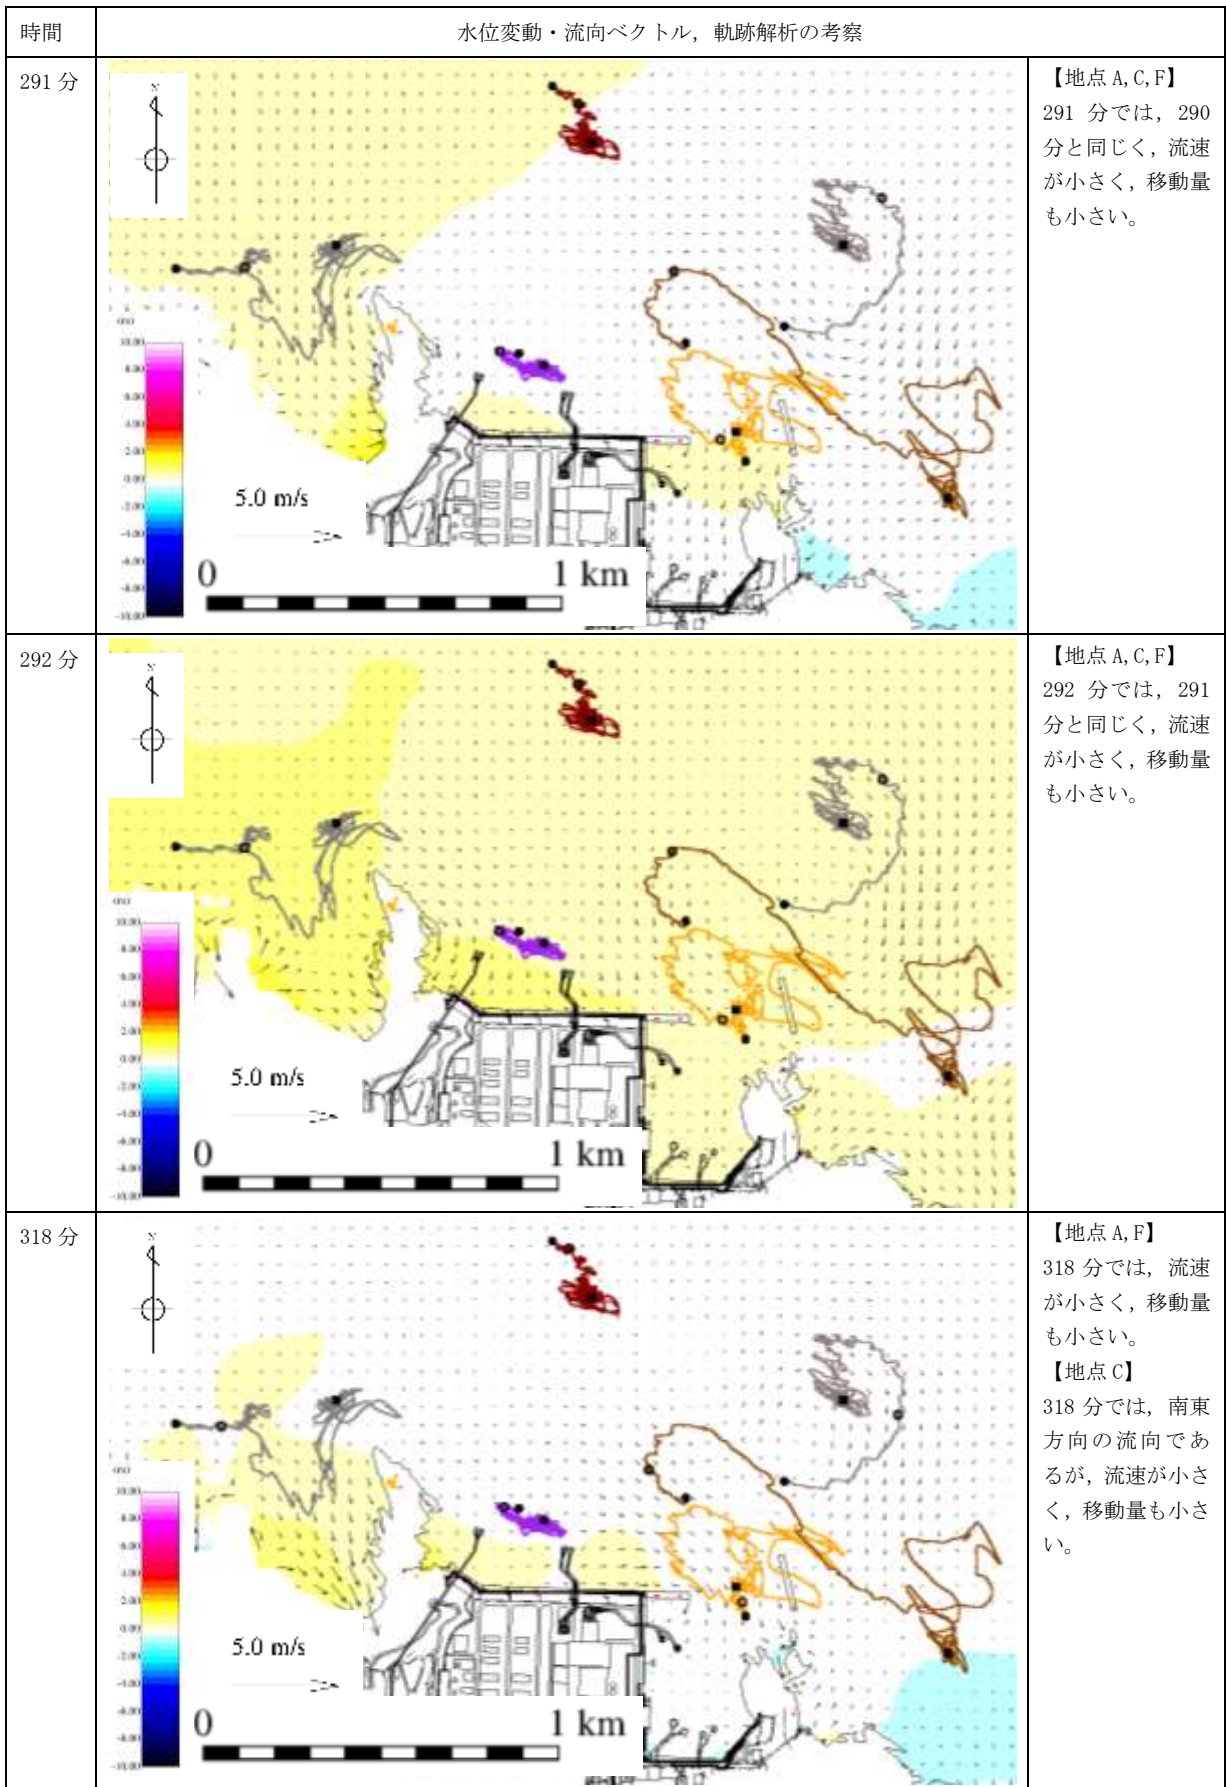 時間
水位変動・流向ベクトル，軌跡解析の考察
291 分
5.0 m/s
0
1 km
【地点 A,C,F】
291 分では，290
分と同じく，流速
が小さく，移動量
も小さい。
292 分
5.0 m/s
0
1 km
【地点 A,C,F】
292 分では，291
分と同じく，流速
が小さく，移動量
も小さい。
318 分
5.0 m/s
0
1 km
【地点 A,F】
318 分では，流速
が小さく，移動量
も小さい。
【地点 C】
318 分では，南東
方向の流向であ
るが，流速が小さ
く，移動量も小さ
い。